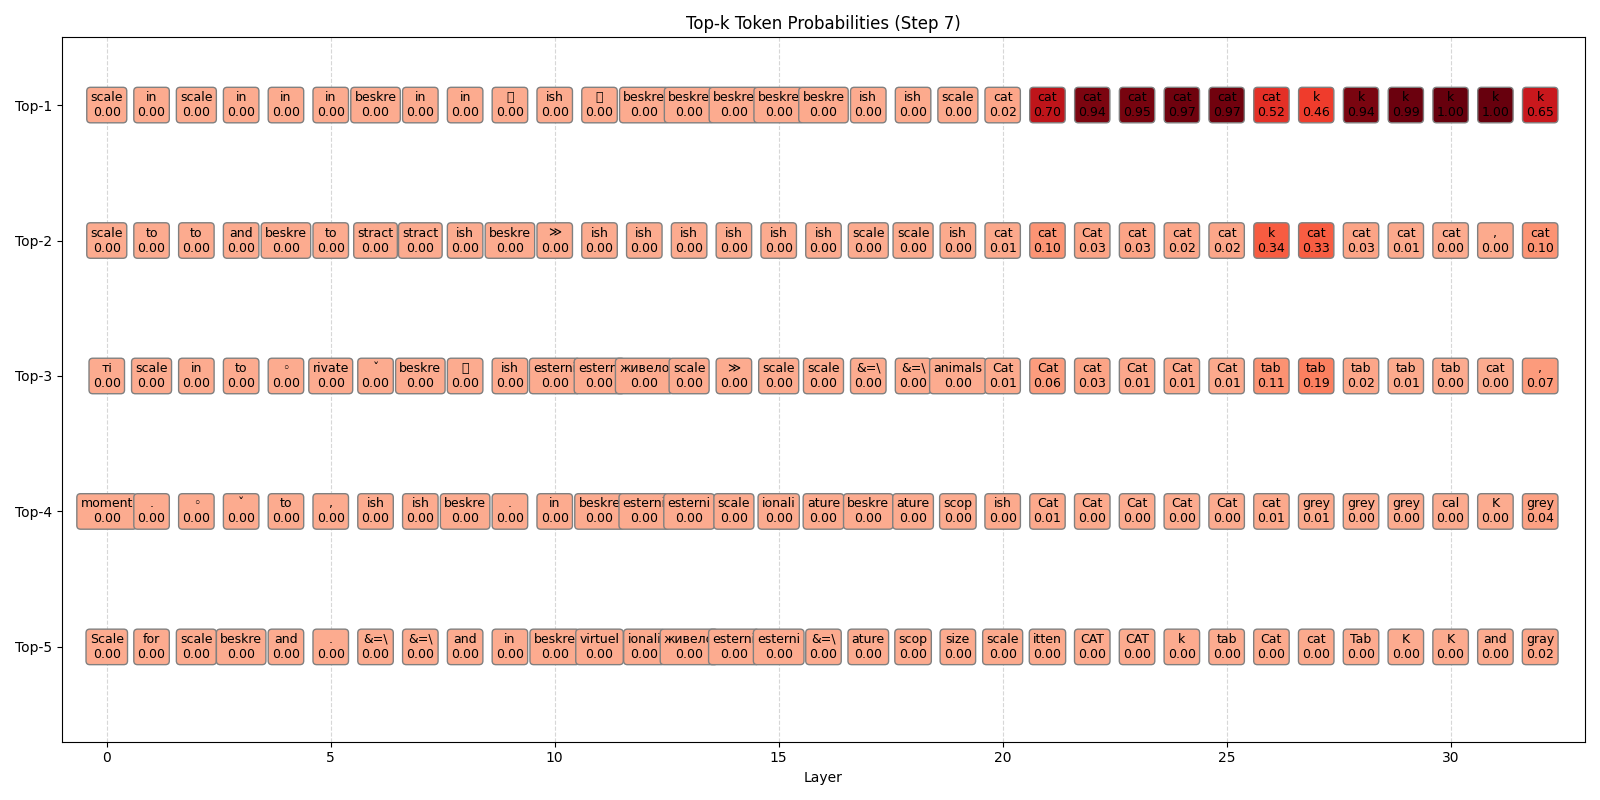 Top-k Token Probabilities (Step 7)
scale in scale in in in beskre in in ish beskre beskre beskre beskre beskre ish ish scale cat cat cat cat cat cat cat k k k k k k
Top-1 0.00 0.00 0.00 0.00 0.00 0.00 0.00 0.00 0.00 0.00 0.00 0.00 0.00 0.00 0.00 0.00 0.00 0.00 0.00 0.00 0.02 0.70 0.94 0.95 0.97 0.97 0.52 0.46 0.94 0.99 1.00 1.00 0.65
scale to to and beskre to stract stract ish beskre ≫ ish ish ish ish ish ish scale scale ish cat cat Cat cat cat cat k cat cat cat cat , cat
Top-2 0.00 0.00 0.00 0.00 0.00 0.00 0.00 0.00 0.00 0.00 0.00 0.00 0.00 0.00 0.00 0.00 0.00 0.00 0.00 0.00 0.01 0.10 0.03 0.03 0.02 0.02 0.34 0.33 0.03 0.01 0.00 0.00 0.10
ті scale in to ◦ rivate ˇ beskre ish estern estern живело scale ≫ scale scale &=\ &=\ animals Cat Cat cat Cat Cat Cat tab tab tab tab tab cat ,
Top-3 0.00 0.00 0.00 0.00 0.00 0.00 0.00 0.00 0.00 0.00 0.00 0.00 0.00 0.00 0.00 0.00 0.00 0.00 0.00 0.00 0.01 0.06 0.03 0.01 0.01 0.01 0.11 0.19 0.02 0.01 0.00 0.00 0.07
moment . ◦ ˇ to , ish ish beskre . in beskre esterni esterni scale ionali ature beskre ature scop ish Cat Cat Cat Cat Cat cat grey grey grey cal K grey
Top-4 0.00 0.00 0.00 0.00 0.00 0.00 0.00 0.00 0.00 0.00 0.00 0.00 0.00 0.00 0.00 0.00 0.00 0.00 0.00 0.00 0.00 0.01 0.00 0.00 0.00 0.00 0.01 0.01 0.00 0.00 0.00 0.00 0.04
Scale for scale beskre and . &=\ &=\ and in beskre virtuel ionali живело esterni esterni &=\ ature scop size scale itten CAT CAT k tab Cat cat Tab K K and gray
Top-5 0.00 0.00 0.00 0.00 0.00 0.00 0.00 0.00 0.00 0.00 0.00 0.00 0.00 0.00 0.00 0.00 0.00 0.00 0.00 0.00 0.00 0.00 0.00 0.00 0.00 0.00 0.00 0.00 0.00 0.00 0.00 0.00 0.02
0 5 10 15 20 25 30
Layer